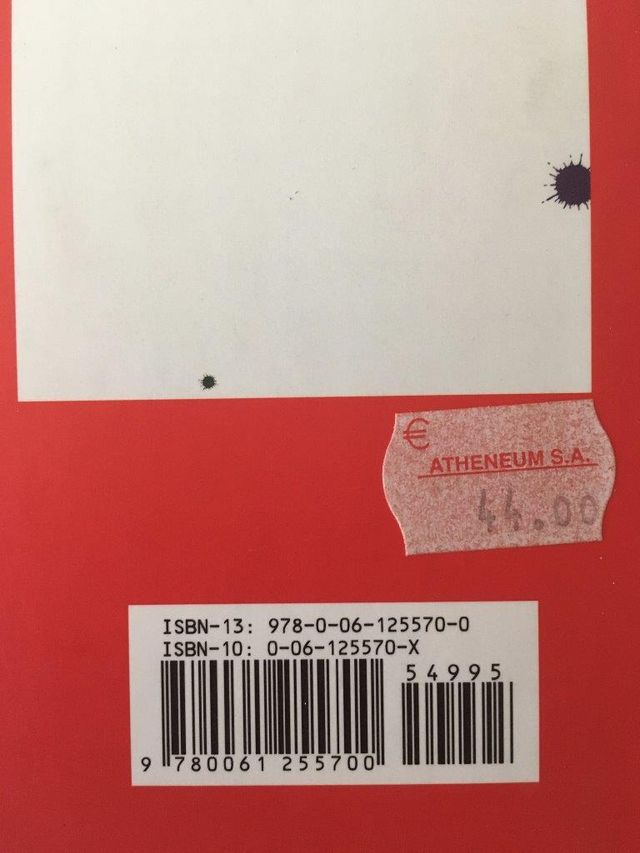 €
ATHENEUM S.A.
44.00
ISBN-13: 978-0-06-125570-0
ISBN-10: 0-06-125570-X
54995
9 780061 255700